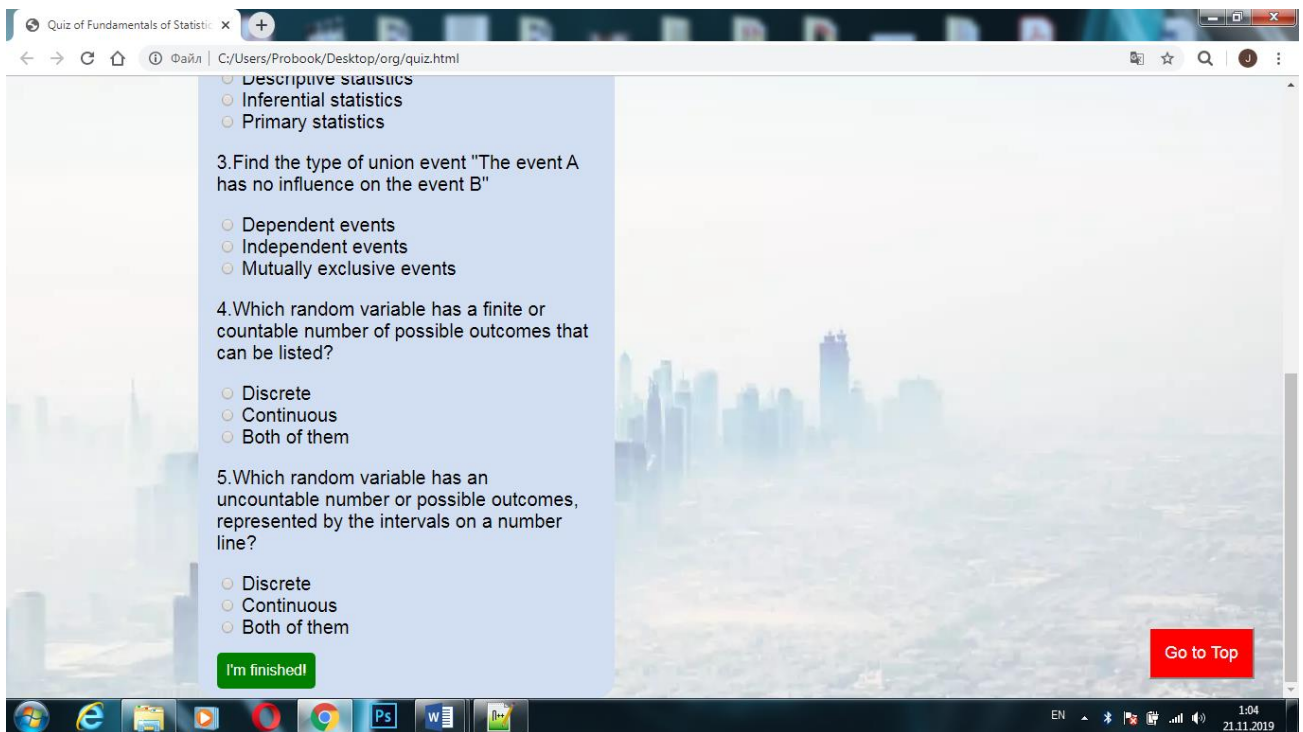 Quiz of Fundamentals of Statistic
Файл | C:/Users/Probook/Desktop/org/quiz.html
J
Descriptive statistics
Inferential statistics
Primary statistics
3.Find the type of union event "The event A
has no influence on the event B"
Dependent events
Independent events
Mutually exclusive events
4.Which random variable has a finite or
countable number of possible outcomes that
can be listed?
Discrete
Continuous
Both of them
5.Which random variable has an
uncountable number or possible outcomes,
represented by the intervals on a number
line?
Discrete
Continuous
Both of them
I'm finished!
Go to Top
Ps
W
EN
1:04
21.11.2019